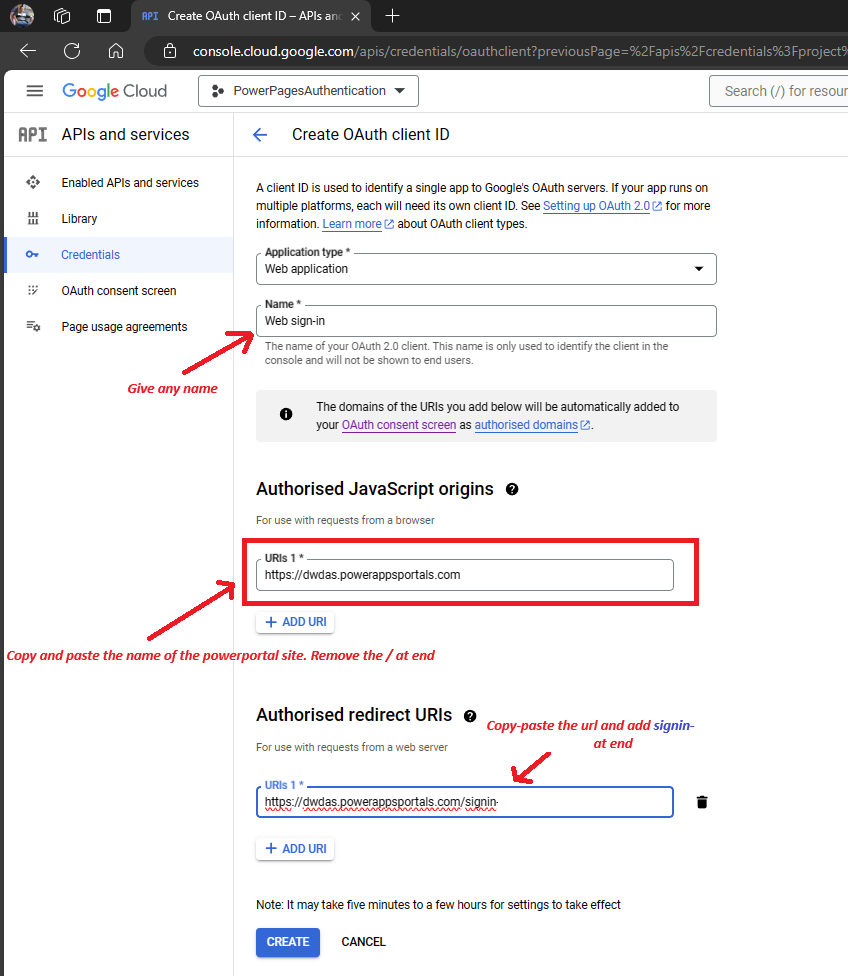 API Create OAuth client ID – APIs and
console.cloud.google.com/apis/credentials/oauthclient?previousPage=%2Fapis%2Fcredentials%3Fproject%
Google Cloud
PowerPagesAuthentication
Search (/) for resour
API APIs and services
Create OAuth client ID
Enabled APIs and services
Library
Credentials
OAuth consent screen
Page usage agreements
A client ID is used to identify a single app to Google's OAuth servers. If your app runs on
multiple platforms, each will need its own client ID. See Setting up OAuth 2.0 for more
information. Learn more about OAuth client types.
Application type *
Web application
Name *
Web sign-in
The name of your OAuth 2.0 client. This name is only used to identify the client in the
console and will not be shown to end users.
Give any name
The domains of the URIs you add below will be automatically added to
your OAuth consent screen as authorised domains.
Authorised JavaScript origins
For use with requests from a browser
URIs 1 *
https://dwdas.powerappsportals.com
ADD URI
Copy and paste the name of the powerportal site. Remove the / at end
Authorised redirect URIs
Copy-paste the url and add signin-
at end
For use with requests from a web server
URIs 1 *
https://dwdas.powerappsportals.com/signin-
ADD URI
Note: It may take five minutes to a few hours for settings to take effect
CREATE
CANCEL